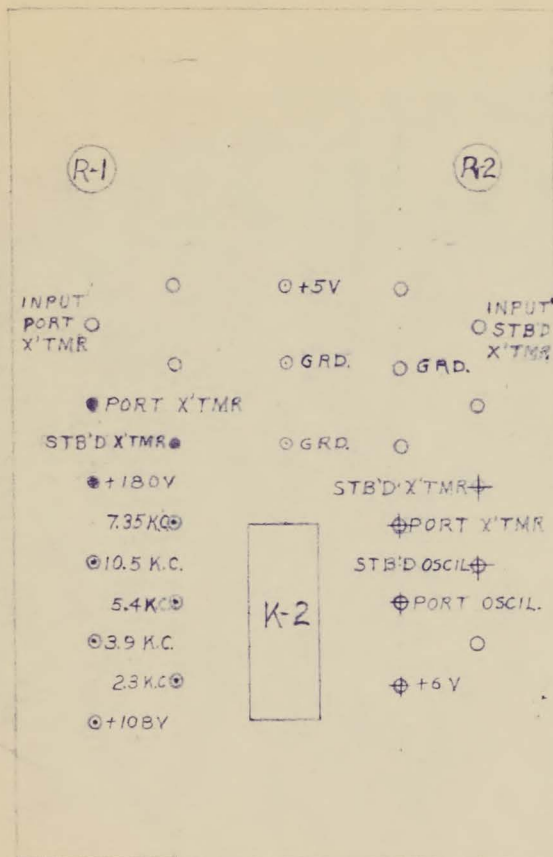 R-1
R-2
+5V
INPUT
PORT
X'TMR
INPUT
STB'D
X'TMR
GRD.
GRD.
PORT X'TMR
STB'D X'TMR
GRD.
+180V
STB'D X'TMR
7.35 K.C.
PORT X'TMR
10.5 K.C.
STB'D OSCIL
5.4 K.C.
PORT OSCIL.
K-2
3.9 K.C.
2.3 K.C
+6 V
+108V